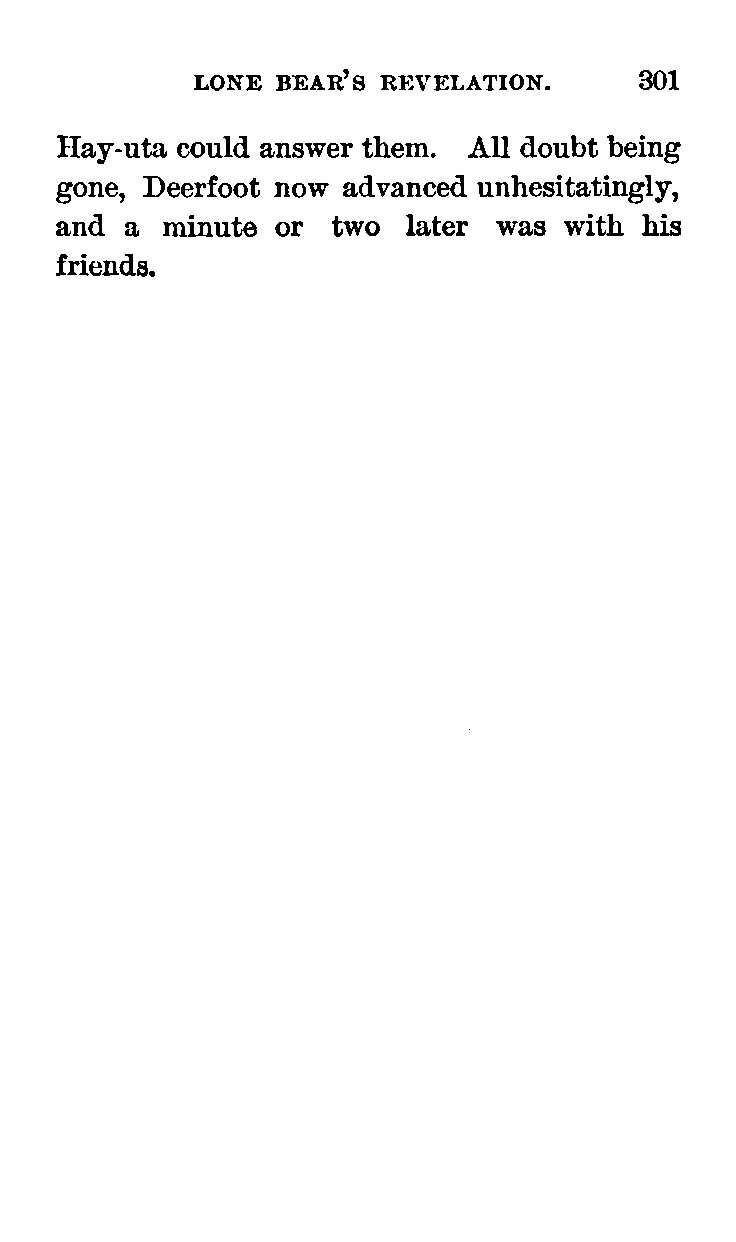 LONE BEAR'S REVELATION. 301
Hay-uta could answer them. All doubt being
gone, Deerfoot now advanced unhesitatingly,
and a minute or two later was with his
friends.